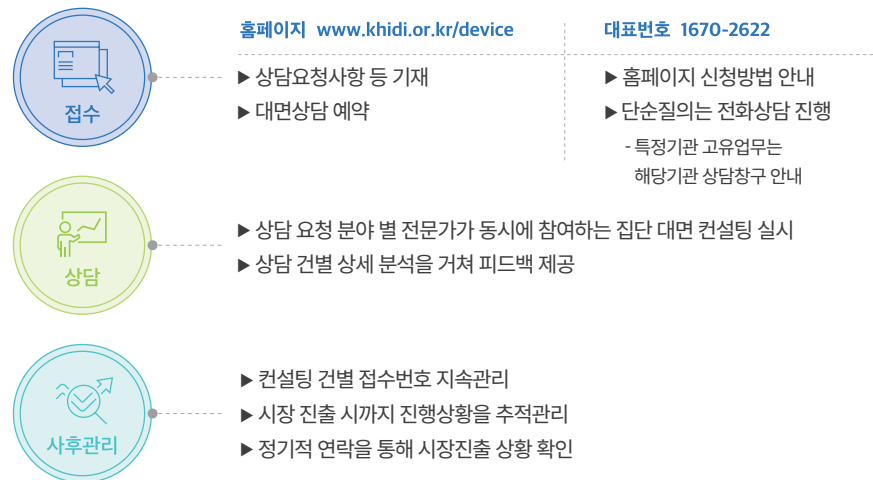 홈페이지 www.khidi.or.kr/device
대표번호 1670-2622
접수
▶ 상담요청사항 등 기재
▶ 대면상담 예약
▶ 홈페이지 신청방법 안내
▶ 단순질의는 전화상담 진행
- 특정기관 고유업무는
해당기관 상담창구 안내
상담
▶ 상담 요청 분야 별 전문가가 동시에 참여하는 집단 대면 컨설팅 실시
▶ 상담 건별 상세 분석을 거쳐 피드백 제공
사후관리
▶ 컨설팅 건별 접수번호 지속관리
▶ 시장 진출 시까지 진행상황을 추적관리
▶ 정기적 연락을 통해 시장진출 상황 확인